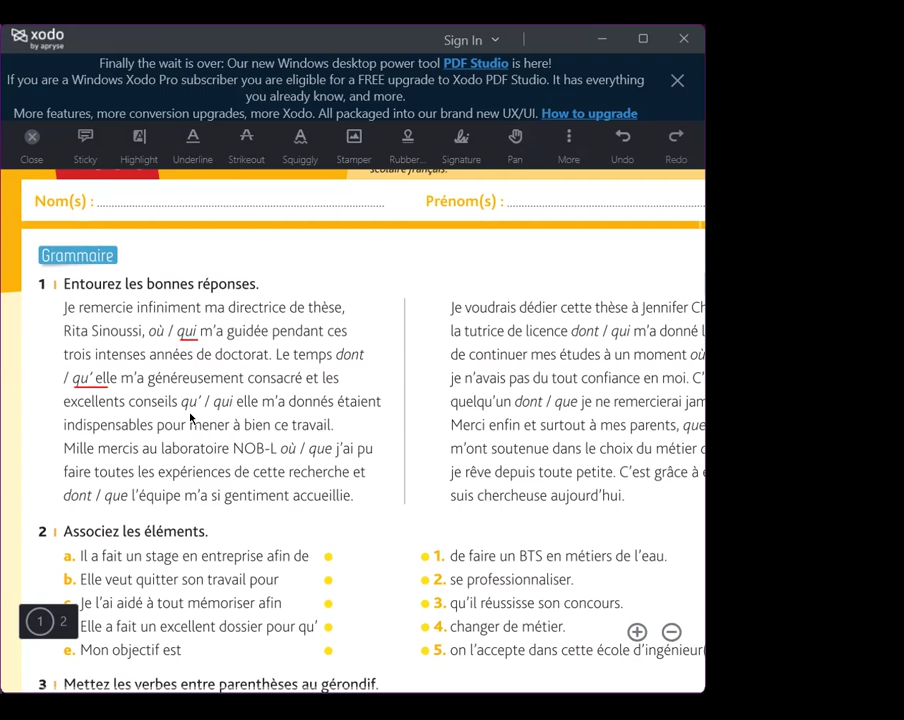 xodo
by apryse
Sign In
Finally the wait is over: Our new Windows desktop power tool PDF Studio is here!
If you are a Windows Xodo Pro subscriber you are eligible for a FREE upgrade to Xodo PDF Studio. It has everything
you already know, and more.
More features, more conversion upgrades, more Xodo. All packaged into our brand new UX/UI. How to upgrade
Close Sticky Highlight Underline Strikeout Squiggly Stamper Rubber... Signature Pan More Undo Redo
scolaire français.
Nom(s) : Prénom(s) :
Grammaire
1 Entourez les bonnes réponses.
Je remercie infiniment ma directrice de thèse,
Rita Sinoussi, où / qui m'a guidée pendant ces
trois intenses années de doctorat. Le temps dont
/ qu' elle m'a généreusement consacré et les
excellents conseils qu' / qui elle m'a donnés étaient
indispensables pour mener à bien ce travail.
Mille mercis au laboratoire NOB-L où / que j'ai pu
faire toutes les expériences de cette recherche et
dont / que l'équipe m'a si gentiment accueillie.
Je voudrais dédier cette thèse à Jennifer Ch
la tutrice de licence dont / qui m'a donné l
de continuer mes études à un moment où
je n'avais pas du tout confiance en moi. C'
quelqu'un dont / que je ne remercierai jam
Merci enfin et surtout à mes parents, que
m'ont soutenue dans le choix du métier
je rêve depuis toute petite. C'est grâce à
suis chercheuse aujourd'hui.
2 Associez les éléments.
a. Il a fait un stage en entreprise afin de
b. Elle veut quitter son travail pour
c. Je l'ai aidé à tout mémoriser afin
Elle a fait un excellent dossier pour qu'
e. Mon objectif est
1. de faire un BTS en métiers de l'eau.
2. se professionnaliser.
3. qu'il réussisse son concours.
4. changer de métier.
5. on l'accepte dans cette école d'ingénieur(
1 2
3 Mettez les verbes entre parenthèses au gérondif.